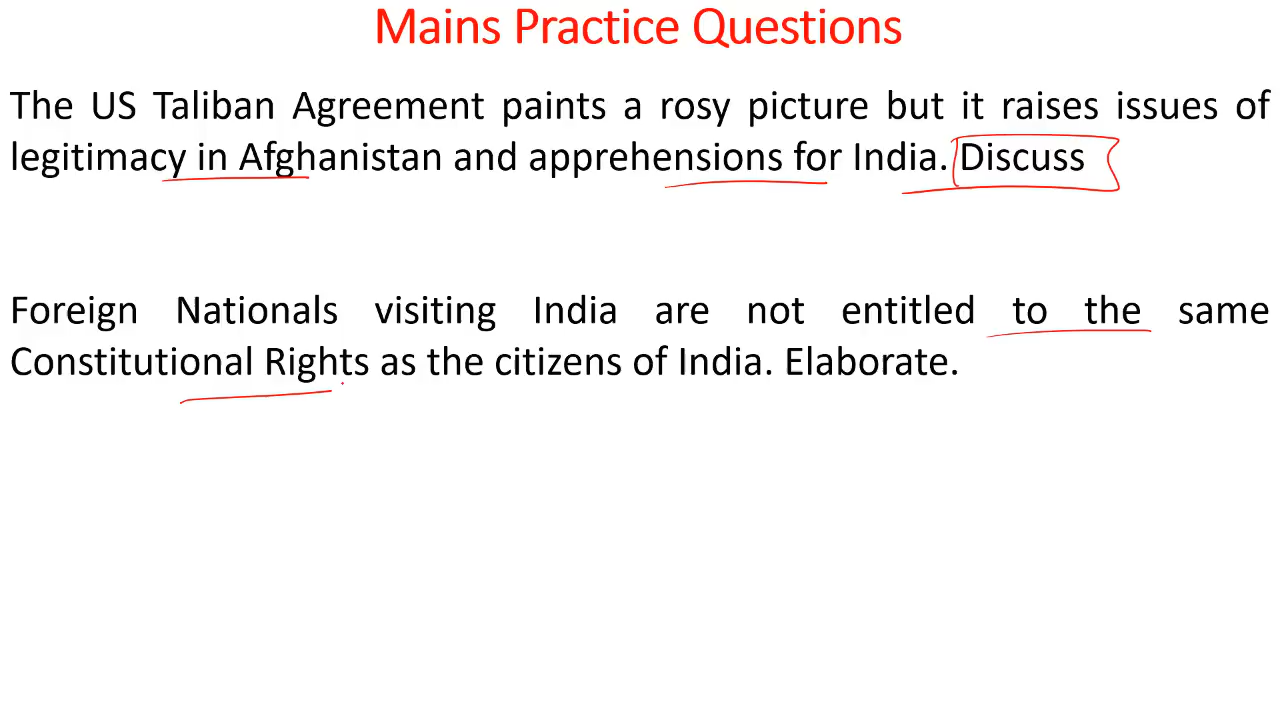 Mains Practice Questions
The US Taliban Agreement paints a rosy picture but it raises issues of
legitimacy in Afghanistan and apprehensions for India. Discuss
Foreign Nationals visiting India are not entitled to the same
Constitutional Rights as the citizens of India. Elaborate.